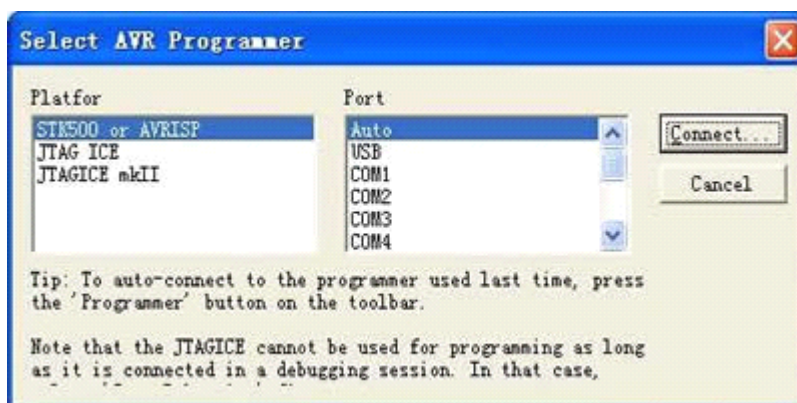 Select AVR Programmer
Platfor
Port
STK500 or AVRISP
JTAG ICE
JTAGICE mkII
Auto
USB
COM1
COM2
COM3
COM4
Connect...
Cancel
Tip: To auto-connect to the programmer used last time, press
the 'Programmer' button on the toolbar.
Note that the JTAGICE cannot be used for programming as long
as it is connected in a debugging session. In that case,